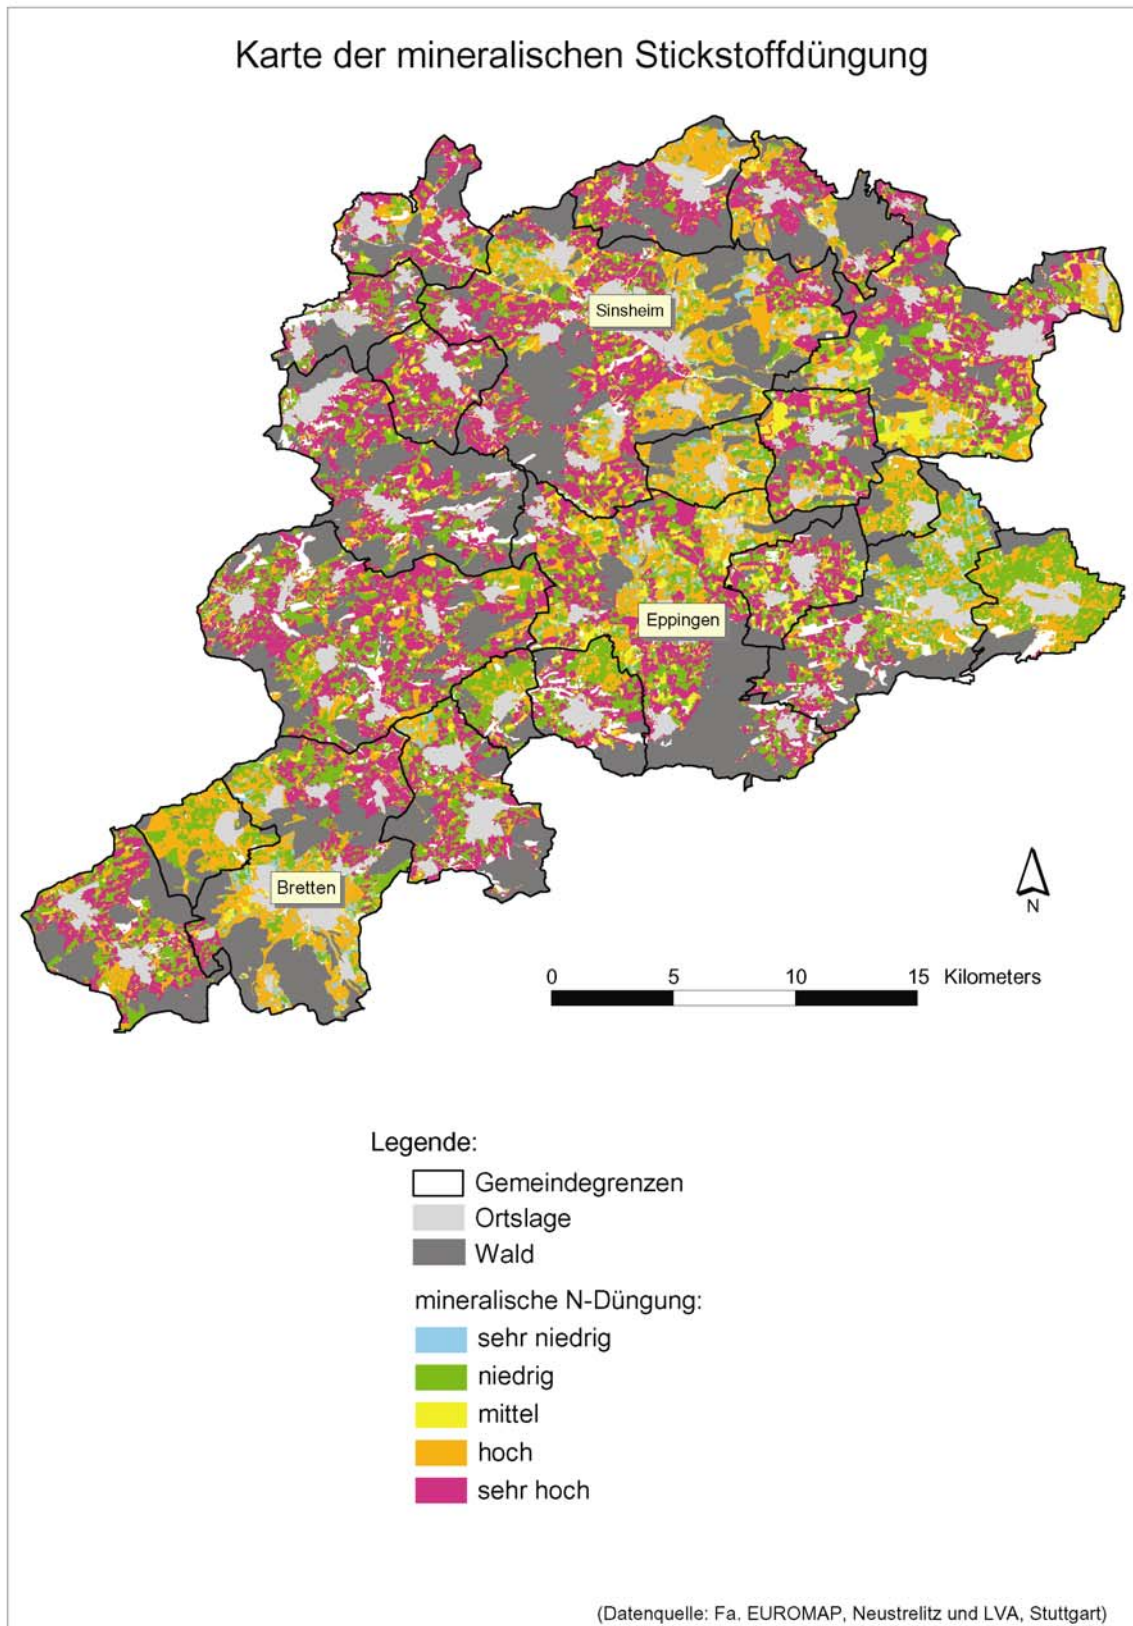 Karte der mineralischen Stickstoffdüngung
Sinsheim
Eppingen
Bretten
N
0 5 10 15 Kilometers
Legende:
Gemeindegrenzen
Ortslage
Wald
mineralische N-Düngung:
sehr niedrig
niedrig
mittel
hoch
sehr hoch
(Datenquelle: Fa. EUROMAP, Neustrelitz und LVA, Stuttgart)